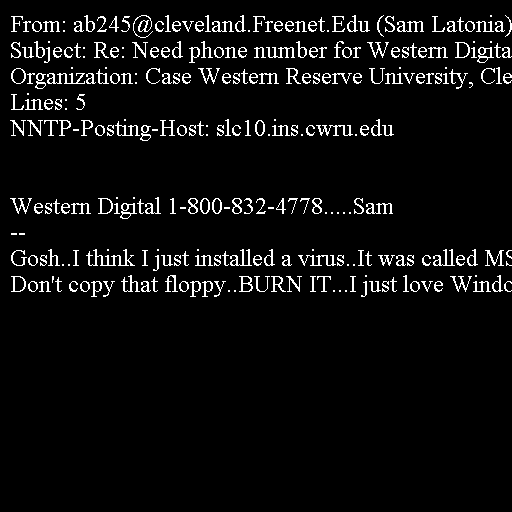 From: ab245@cleveland.Freenet.Edu (Sam Latonia)
Subject: Re: Need phone number for Western Digita
Organization: Case Western Reserve University, Cle
Lines: 5
NNTP-Posting-Host: slc10.ins.cwru.edu
Western Digital 1-800-832-4778.....Sam
--
Gosh..I think I just installed a virus..It was called MS
Don't copy that floppy..BURN IT...I just love Windo